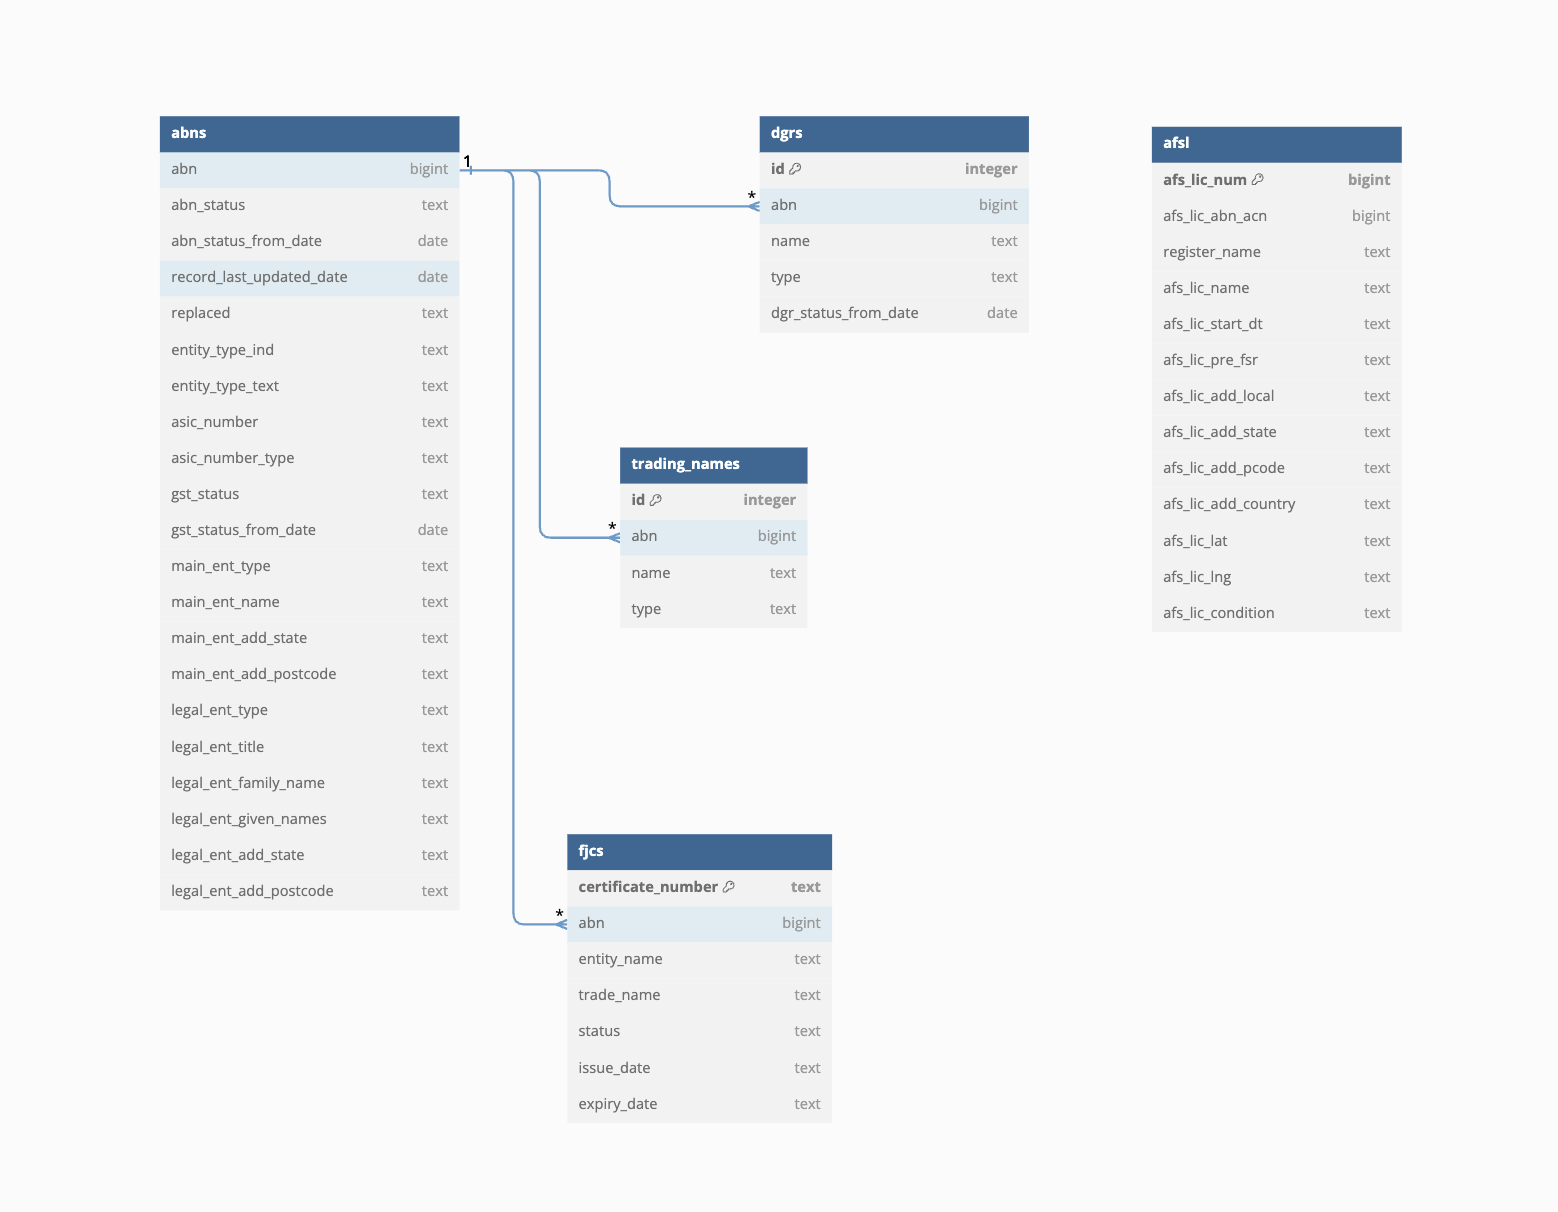 abns
abn bigint
abn_status text
abn_status_from_date date
record_last_updated_date date
replaced text
entity_type_ind text
entity_type_text text
asic_number text
asic_number_type text
gst_status text
gst_status_from_date date
main_ent_type text
main_ent_name text
main_ent_add_state text
main_ent_add_postcode text
legal_ent_type text
legal_ent_title text
legal_ent_family_name text
legal_ent_given_names text
legal_ent_add_state text
legal_ent_add_postcode text
1
*
dgrs
id integer
abn bigint
name text
type text
dgr_status_from_date date
*
trading_names
id integer
abn bigint
name text
type text
*
fjcs
certificate_number text
abn bigint
entity_name text
trade_name text
status text
issue_date text
expiry_date text
afsl
afs_lic_num bigint
afs_lic_abn_acn bigint
register_name text
afs_lic_name text
afs_lic_start_dt text
afs_lic_pre_fsr text
afs_lic_add_local text
afs_lic_add_state text
afs_lic_add_pcode text
afs_lic_add_country text
afs_lic_lat text
afs_lic_lng text
afs_lic_condition text